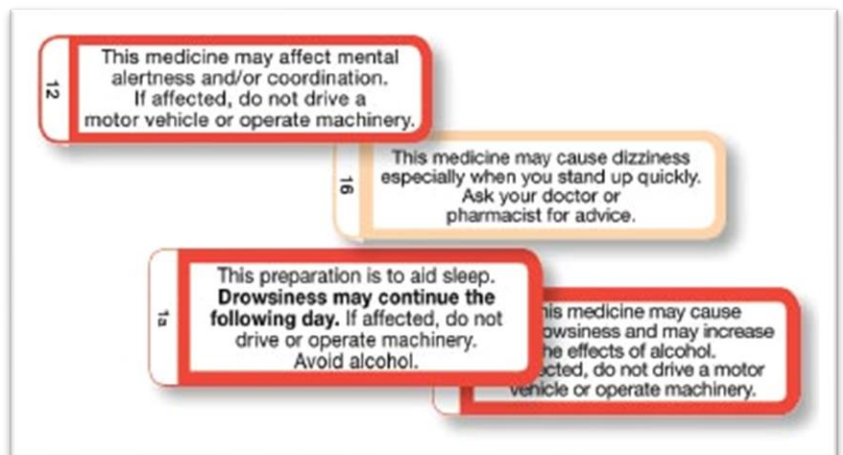 12
This medicine may affect mental
alertness and/or coordination.
If affected, do not drive a
motor vehicle or operate machinery.
16
This medicine may cause dizziness
especially when you stand up quickly.
Ask your doctor or
pharmacist for advice.
1a
This preparation is to aid sleep.
Drowsiness may continue the
following day. If affected, do not
drive or operate machinery.
Avoid alcohol.
medicine may cause
and may increase
effects of alcohol.
do not drive a motor
vehicle or operate machinery.